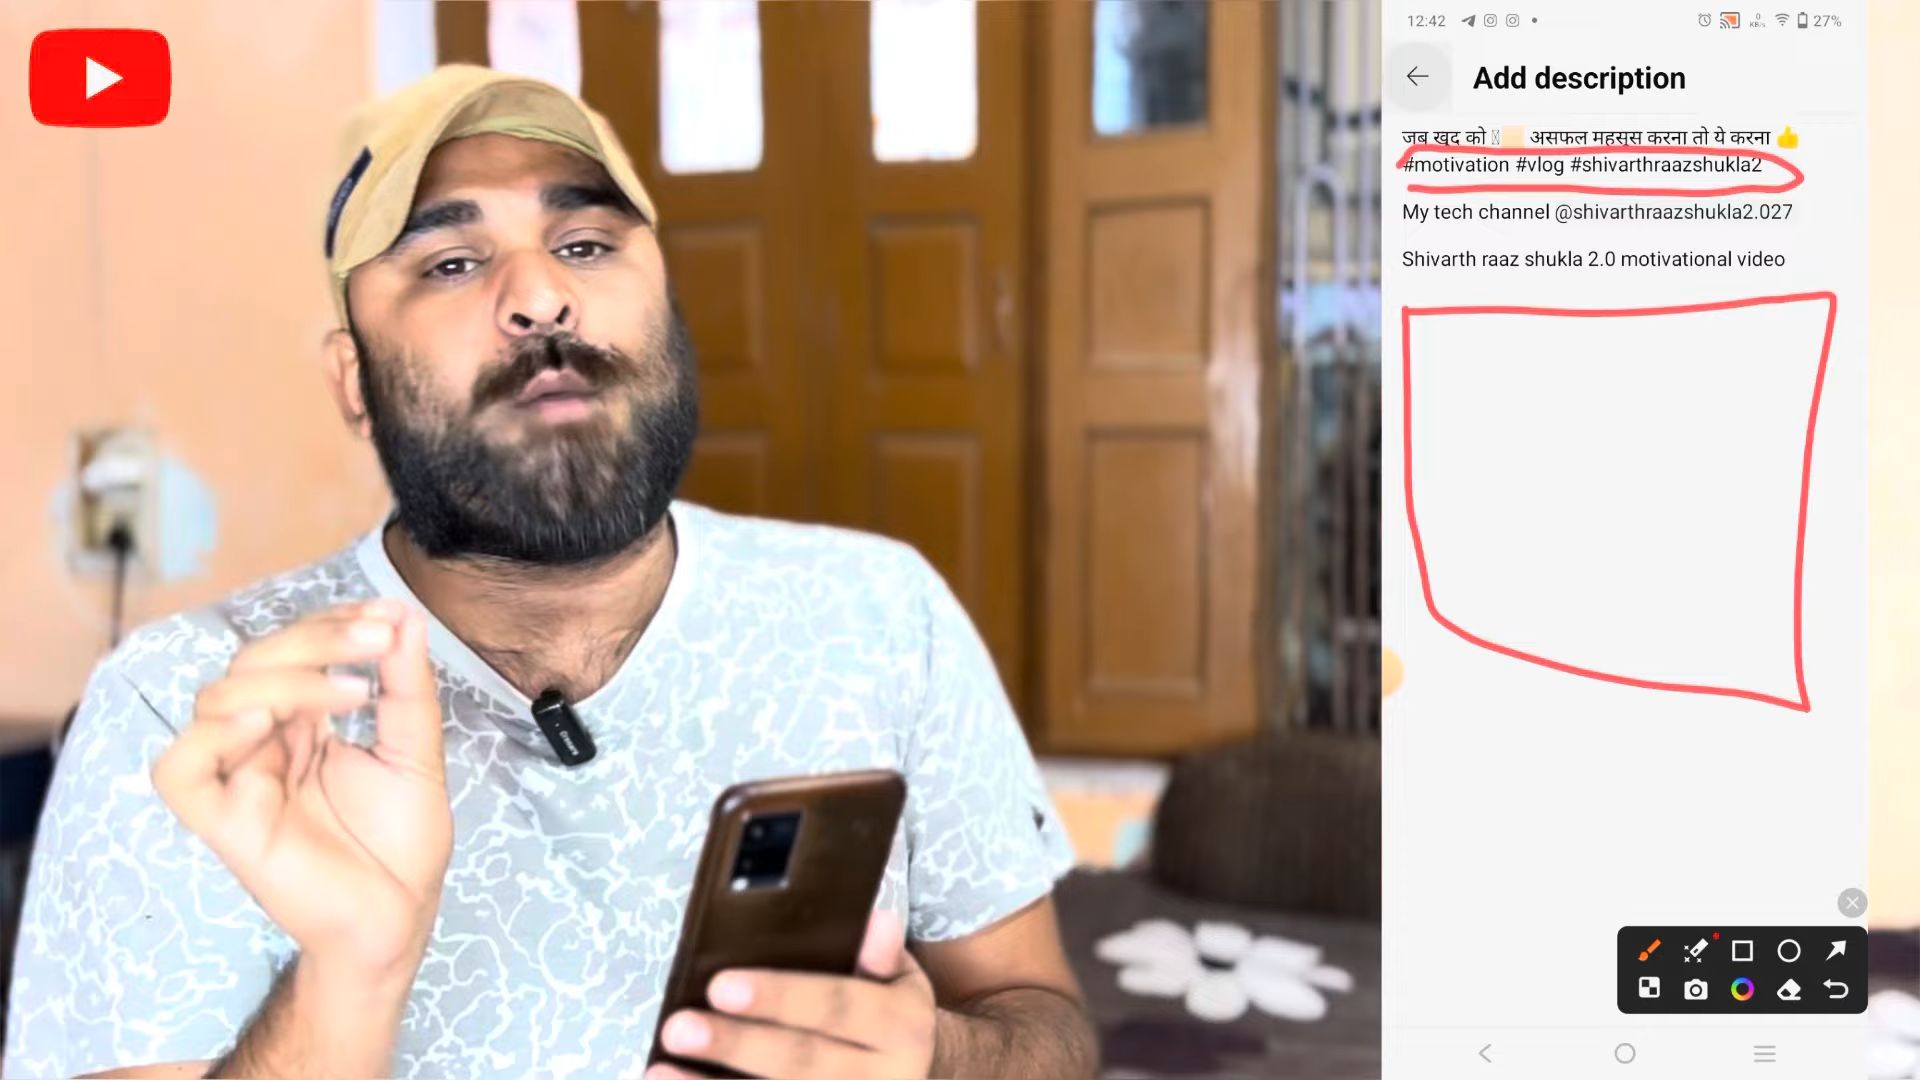 12:42
27%
Add description
जब खुद को असफल महसूस करना तो ये करना 👍
#motivation #vlog #shivarthraazshukla2
My tech channel @shivarthraazshukla2.027
Shivarth raaz shukla 2.0 motivational video